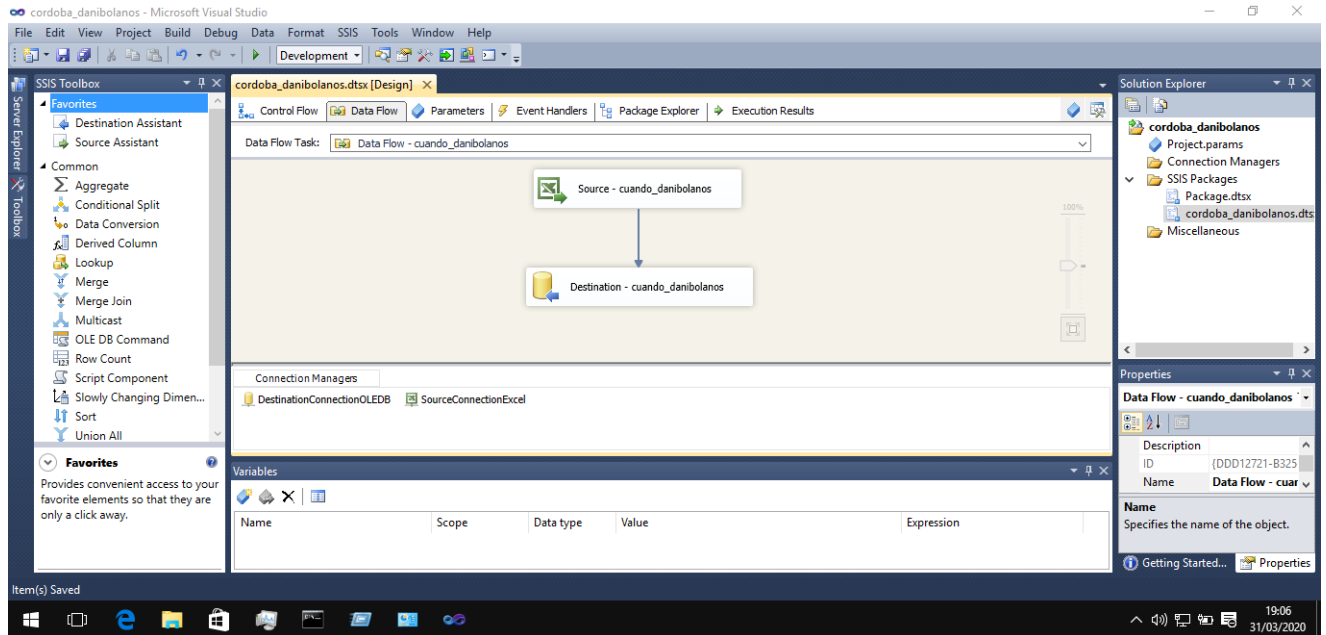 cordoba_danibolanos - Microsoft Visual Studio
File Edit View Project Build Debug Data Format SSIS Tools Window Help
Development
Server Explorer
Toolbox
SSIS Toolbox
Favorites
Destination Assistant
Source Assistant
Common
Aggregate
Conditional Split
Data Conversion
Derived Column
Lookup
Merge
Merge Join
Multicast
OLE DB Command
Row Count
Script Component
Slowly Changing Dimen...
Sort
Union All
Favorites
Provides convenient access to your
favorite elements so that they are
only a click away.
cordoba_danibolanos.dtsx [Design]
Control Flow Data Flow Parameters Event Handlers Package Explorer Execution Results
Data Flow Task: Data Flow - cuando_danibolanos
Source - cuando_danibolanos
Destination - cuando_danibolanos
100%
Connection Managers
DestinationConnectionOLEDB SourceConnectionExcel
Variables
Name Scope Data type Value Expression
Solution Explorer
cordoba_danibolanos
Project.params
Connection Managers
SSIS Packages
Package.dtsx
cordoba_danibolanos.dts
Miscellaneous
Properties
Data Flow - cuando_danibolanos
Description
ID {DDD12721-B325
Name Data Flow - cuar
Name
Specifies the name of the object.
Getting Started... Properties
Item(s) Saved
19:06
31/03/2020